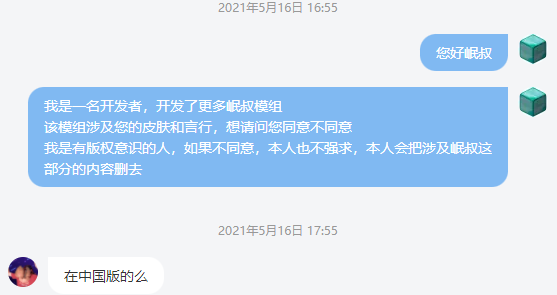 2021年5月16日 16:55
您好岷叔
我是一名开发者，开发了更多岷叔模组
该模组涉及您的皮肤和言行，想请问您同意不同意
我是有版权意识的人，如果不同意，本人也不强求，本人会把涉及岷叔这
部分的内容删去
2021年5月16日 17:55
在中国版的么